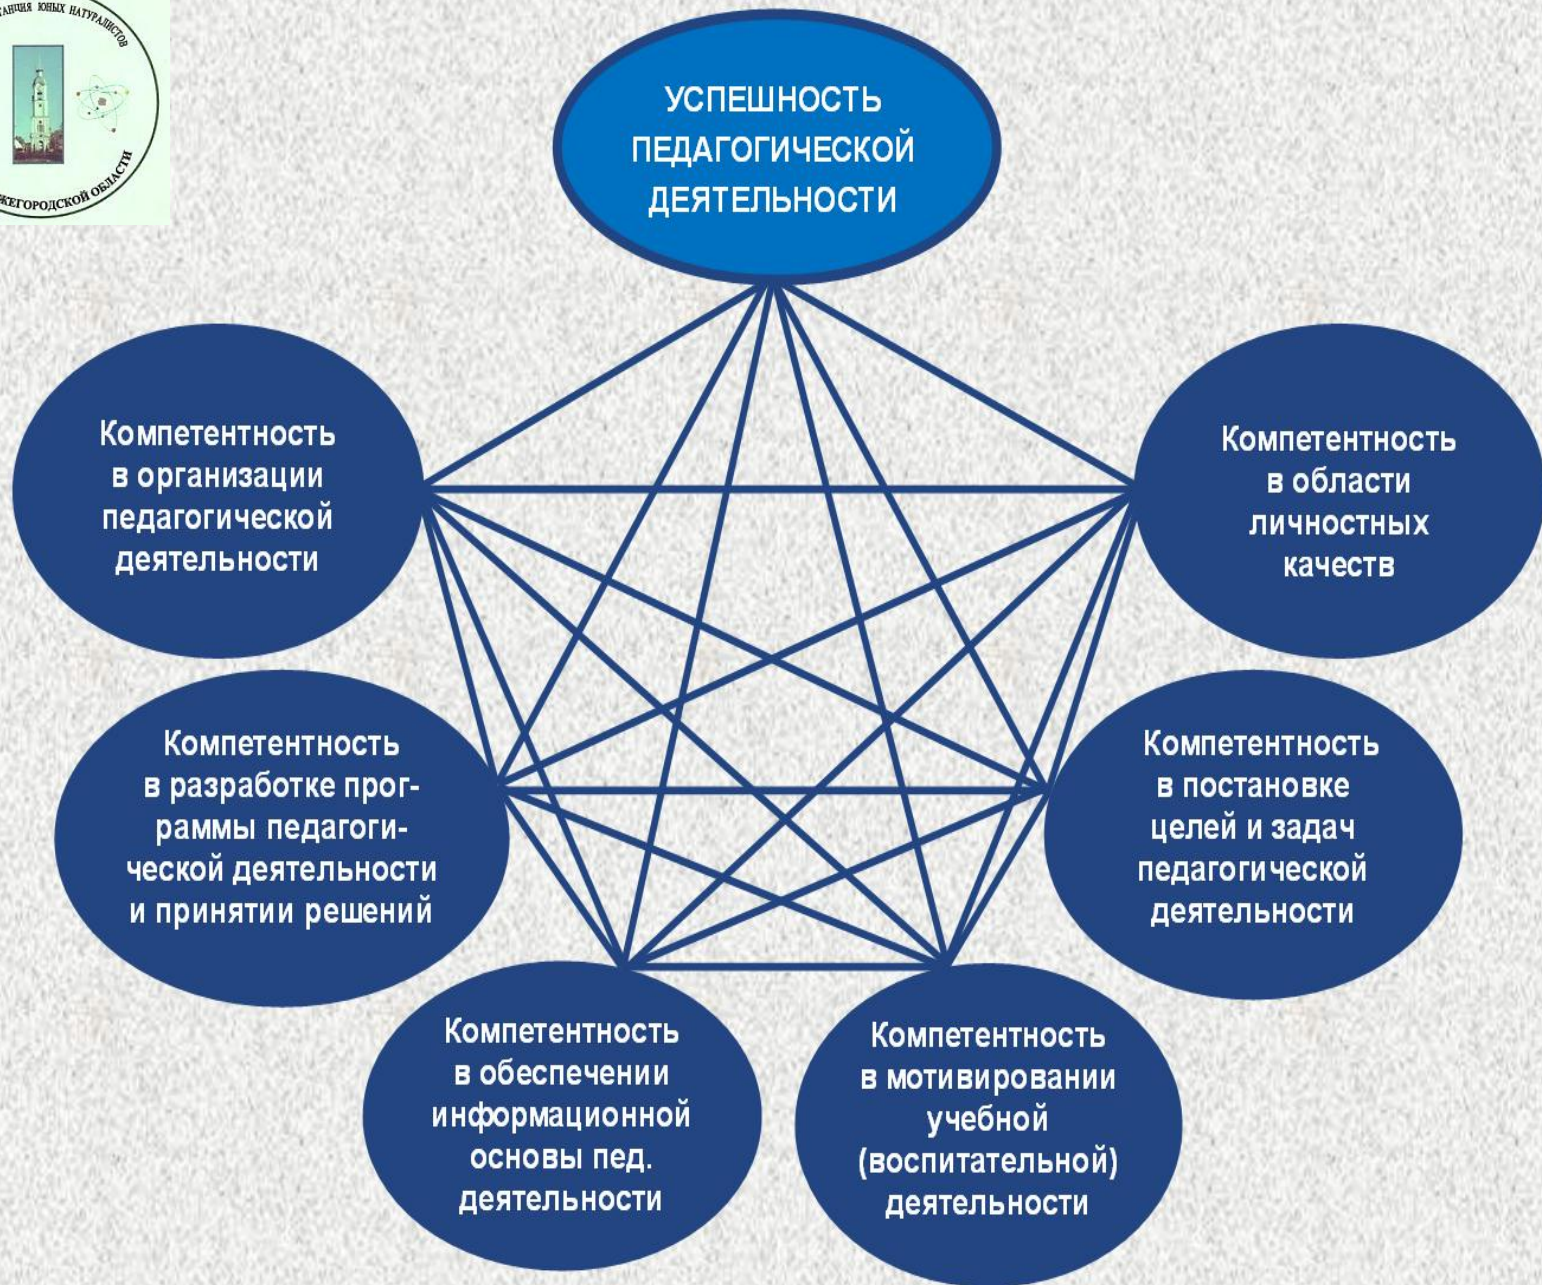 ЮНЫХ НАТУРАЛИСТОВ
ОБЛАСТИ
УСПЕШНОСТЬ
ПЕДАГОГИЧЕСКОЙ
ДЕЯТЕЛЬНОСТИ
Компетентность
в организации
педагогической
деятельности
Компетентность
в области
личностных
качеств
Компетентность
в разработке прог-
раммы педагоги-
ческой деятельности
и принятии решений
Компетентность
в постановке
целей и задач
педагогической
деятельности
Компетентность
в обеспечении
информационной
основы пед.
деятельности
Компетентность
в мотивировании
учебной
(воспитательной)
деятельности